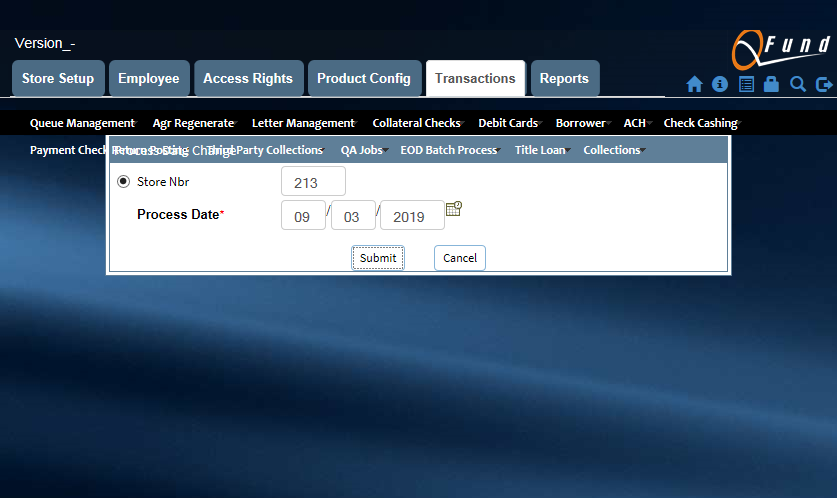 Version_-
QFund
Store Setup Employee Access Rights Product Config Transactions Reports
Queue Management Agr Regenerate Letter Management Collateral Checks Debit Cards Borrower ACH Check Cashing
Payment Check Return Posting Third Party Collections QA Jobs EOD Batch Process Title Loan Collections
Process Date Change
Store Nbr 213
Process Date* 09 / 03 / 2019
Submit Cancel